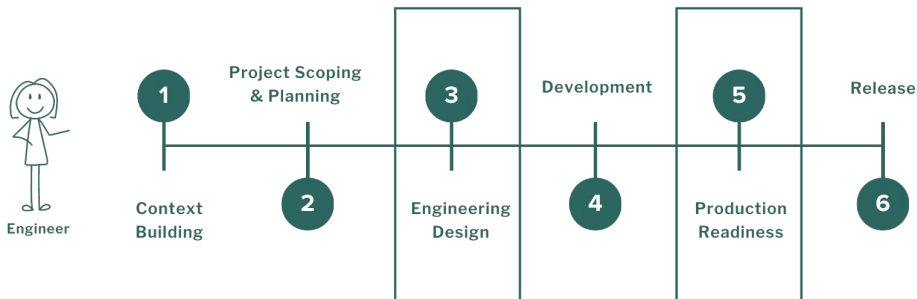 Engineer
1
Context
Building
Project Scoping
& Planning
2
3
Engineering
Design
Development
4
5
Production
Readiness
Release
6